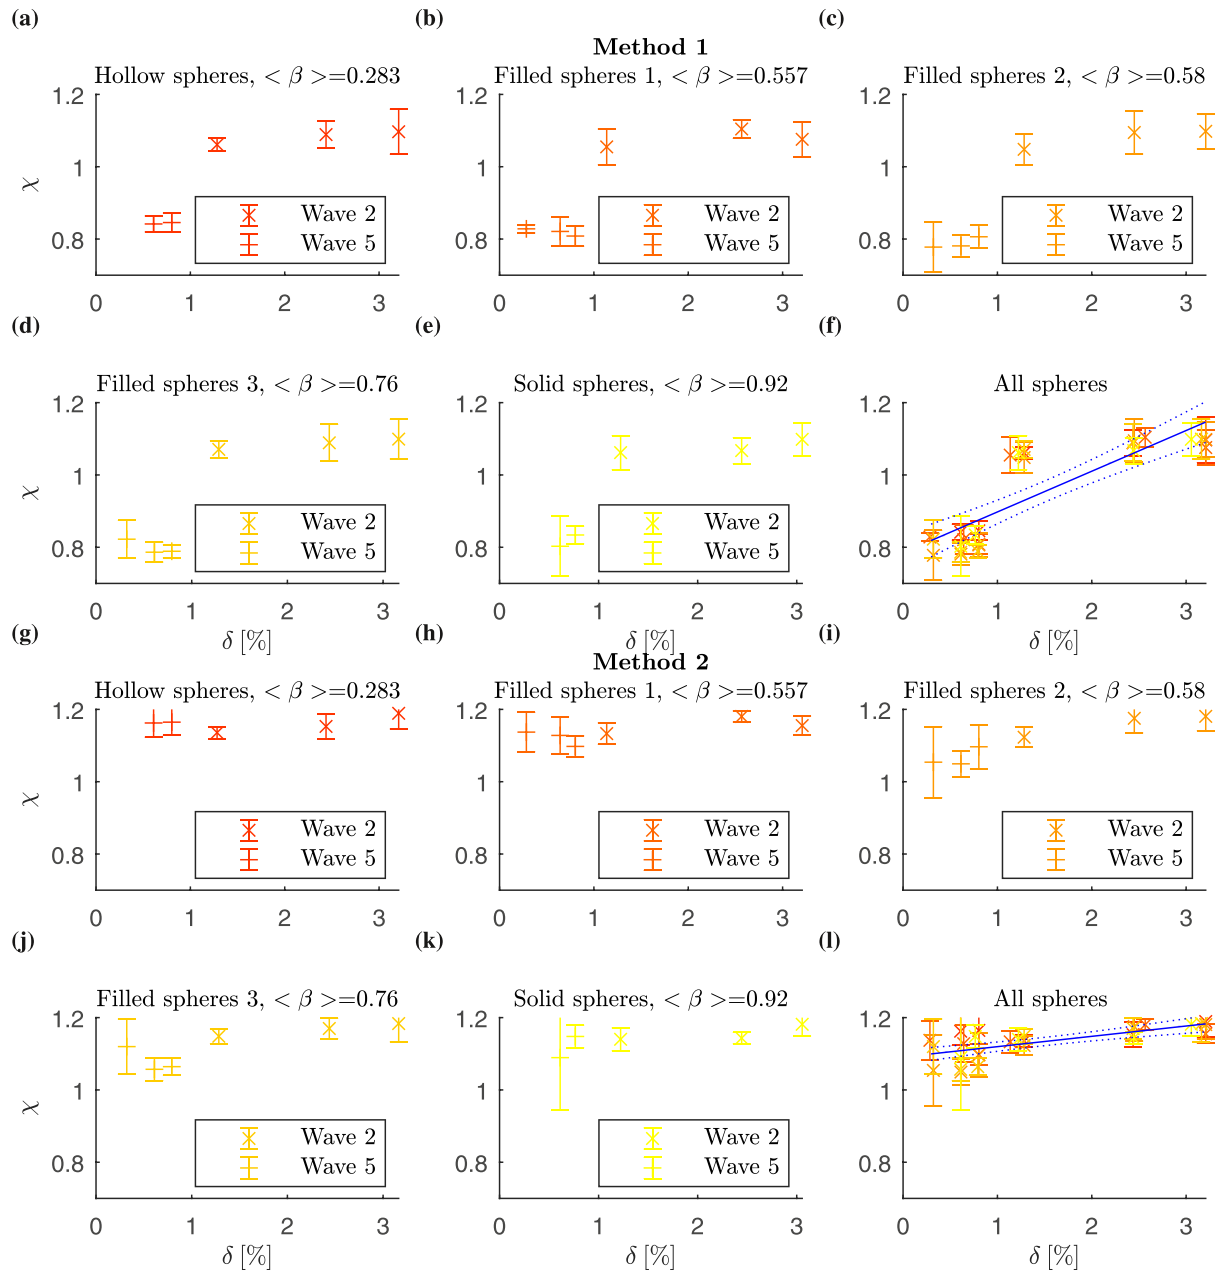 (a) (b) (c)
Method 1
Hollow spheres, < β >=0.283 Filled spheres 1, < β >=0.557 Filled spheres 2, < β >=0.58
1.2 1.2 1.2
1 1 1
χ
Wave 2 Wave 2 Wave 2
0.8 Wave 5 0.8 Wave 5 0.8 Wave 5
0 1 2 3 0 1 2 3 0 1 2 3
(d) (e) (f)
Filled spheres 3, < β >=0.76 Solid spheres, < β >=0.92 All spheres
1.2 1.2 1.2
1 1 1
χ
Wave 2 Wave 2
0.8 Wave 5 0.8 Wave 5 0.8
0 1 2 3 0 1 2 3 0 1 2 3
δ [%] δ [%] δ [%]
(g) (h) (i)
Method 2
Hollow spheres, < β >=0.283 Filled spheres 1, < β >=0.557 Filled spheres 2, < β >=0.58
1.2 1.2 1.2
1 1 1
χ
Wave 2 Wave 2 Wave 2
0.8 Wave 5 0.8 Wave 5 0.8 Wave 5
0 1 2 3 0 1 2 3 0 1 2 3
(j) (k) (l)
Filled spheres 3, < β >=0.76 Solid spheres, < β >=0.92 All spheres
1.2 1.2 1.2
1 1 1
χ
Wave 2 Wave 2
0.8 Wave 5 0.8 Wave 5 0.8
0 1 2 3 0 1 2 3 0 1 2 3
δ [%] δ [%] δ [%]